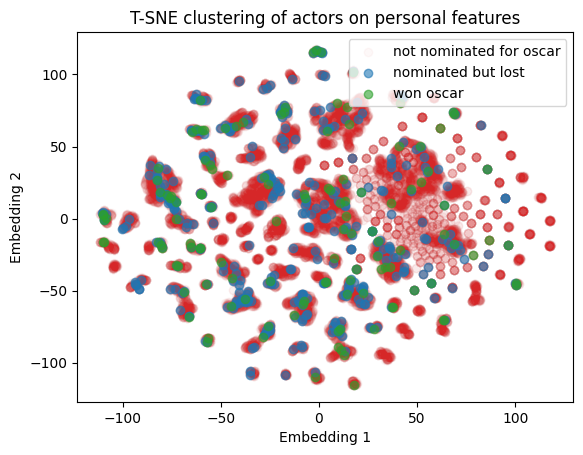 T-SNE clustering of actors on personal features
not nominated for oscar
nominated but lost
won oscar
Embedding 2
100
50
0
−50
−100
−100
−50
0
50
100
Embedding 1